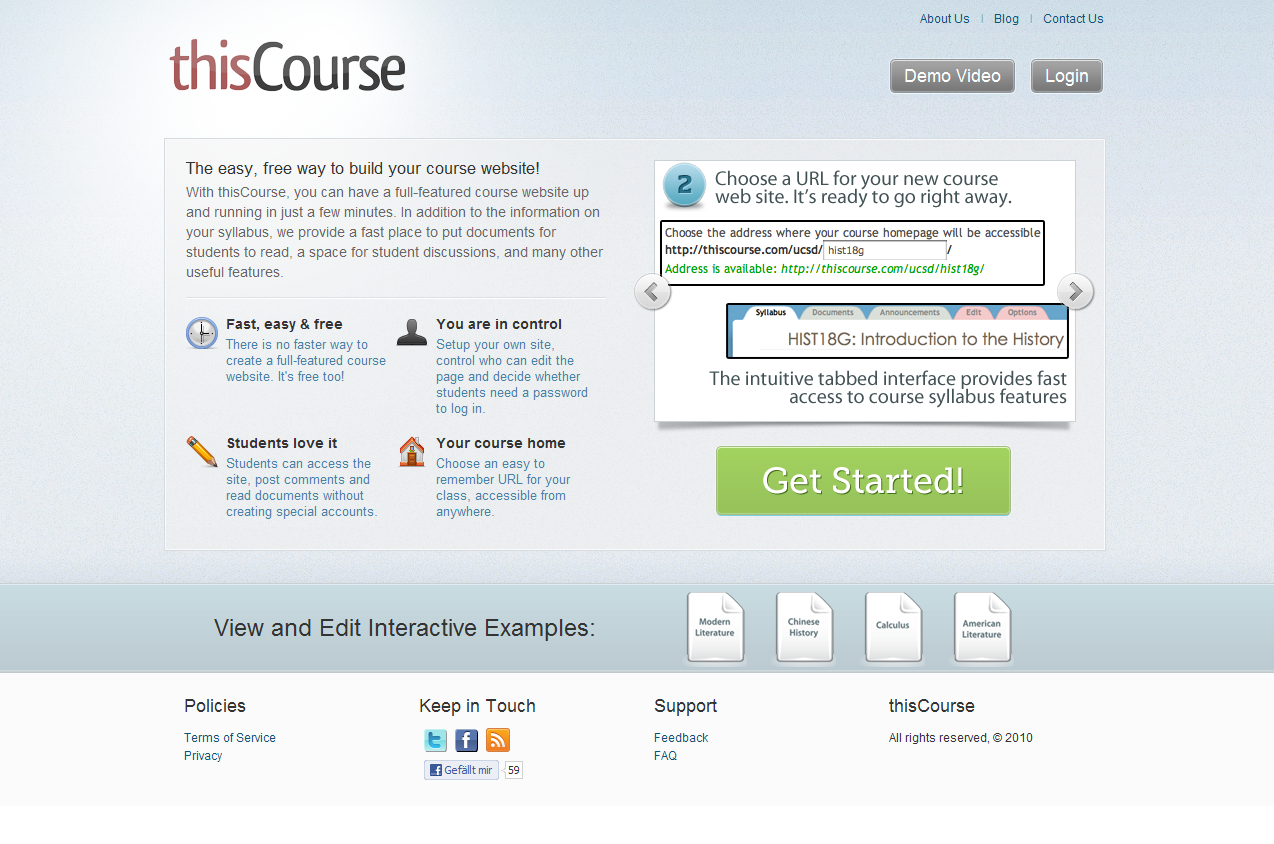 About Us | Blog | Contact Us
thisCourse
Demo Video
Login
The easy, free way to build your course website!
With thisCourse, you can have a full-featured course website up
and running in just a few minutes. In addition to the information on
your syllabus, we provide a fast place to put documents for
students to read, a space for student discussions, and many other
useful features.
Fast, easy & free
There is no faster way to
create a full-featured course
website. It's free too!
You are in control
Setup your own site,
control who can edit the
page and decide whether
students need a password
to log in.
Students love it
Students can access the
site, post comments and
read documents without
creating special accounts.
Your course home
Choose an easy to
remember URL for your
class, accessible from
anywhere.
2
Choose a URL for your new course
web site. It's ready to go right away.
Choose the address where your course homepage will be accessible
http://thiscourse.com/ucsd/ hist18g /
Address is available: http://thiscourse.com/ucsd/hist18g/
Syllabus Documents Announcements Edit Options
HIST18G: Introduction to the History
The intuitive tabbed interface provides fast
access to course syllabus features
Get Started!
View and Edit Interactive Examples:
Modern
Literature
Chinese
History
Calculus
American
Literature
Policies
Terms of Service
Privacy
Keep in Touch
Gefällt mir 59
Support
Feedback
FAQ
thisCourse
All rights reserved, © 2010